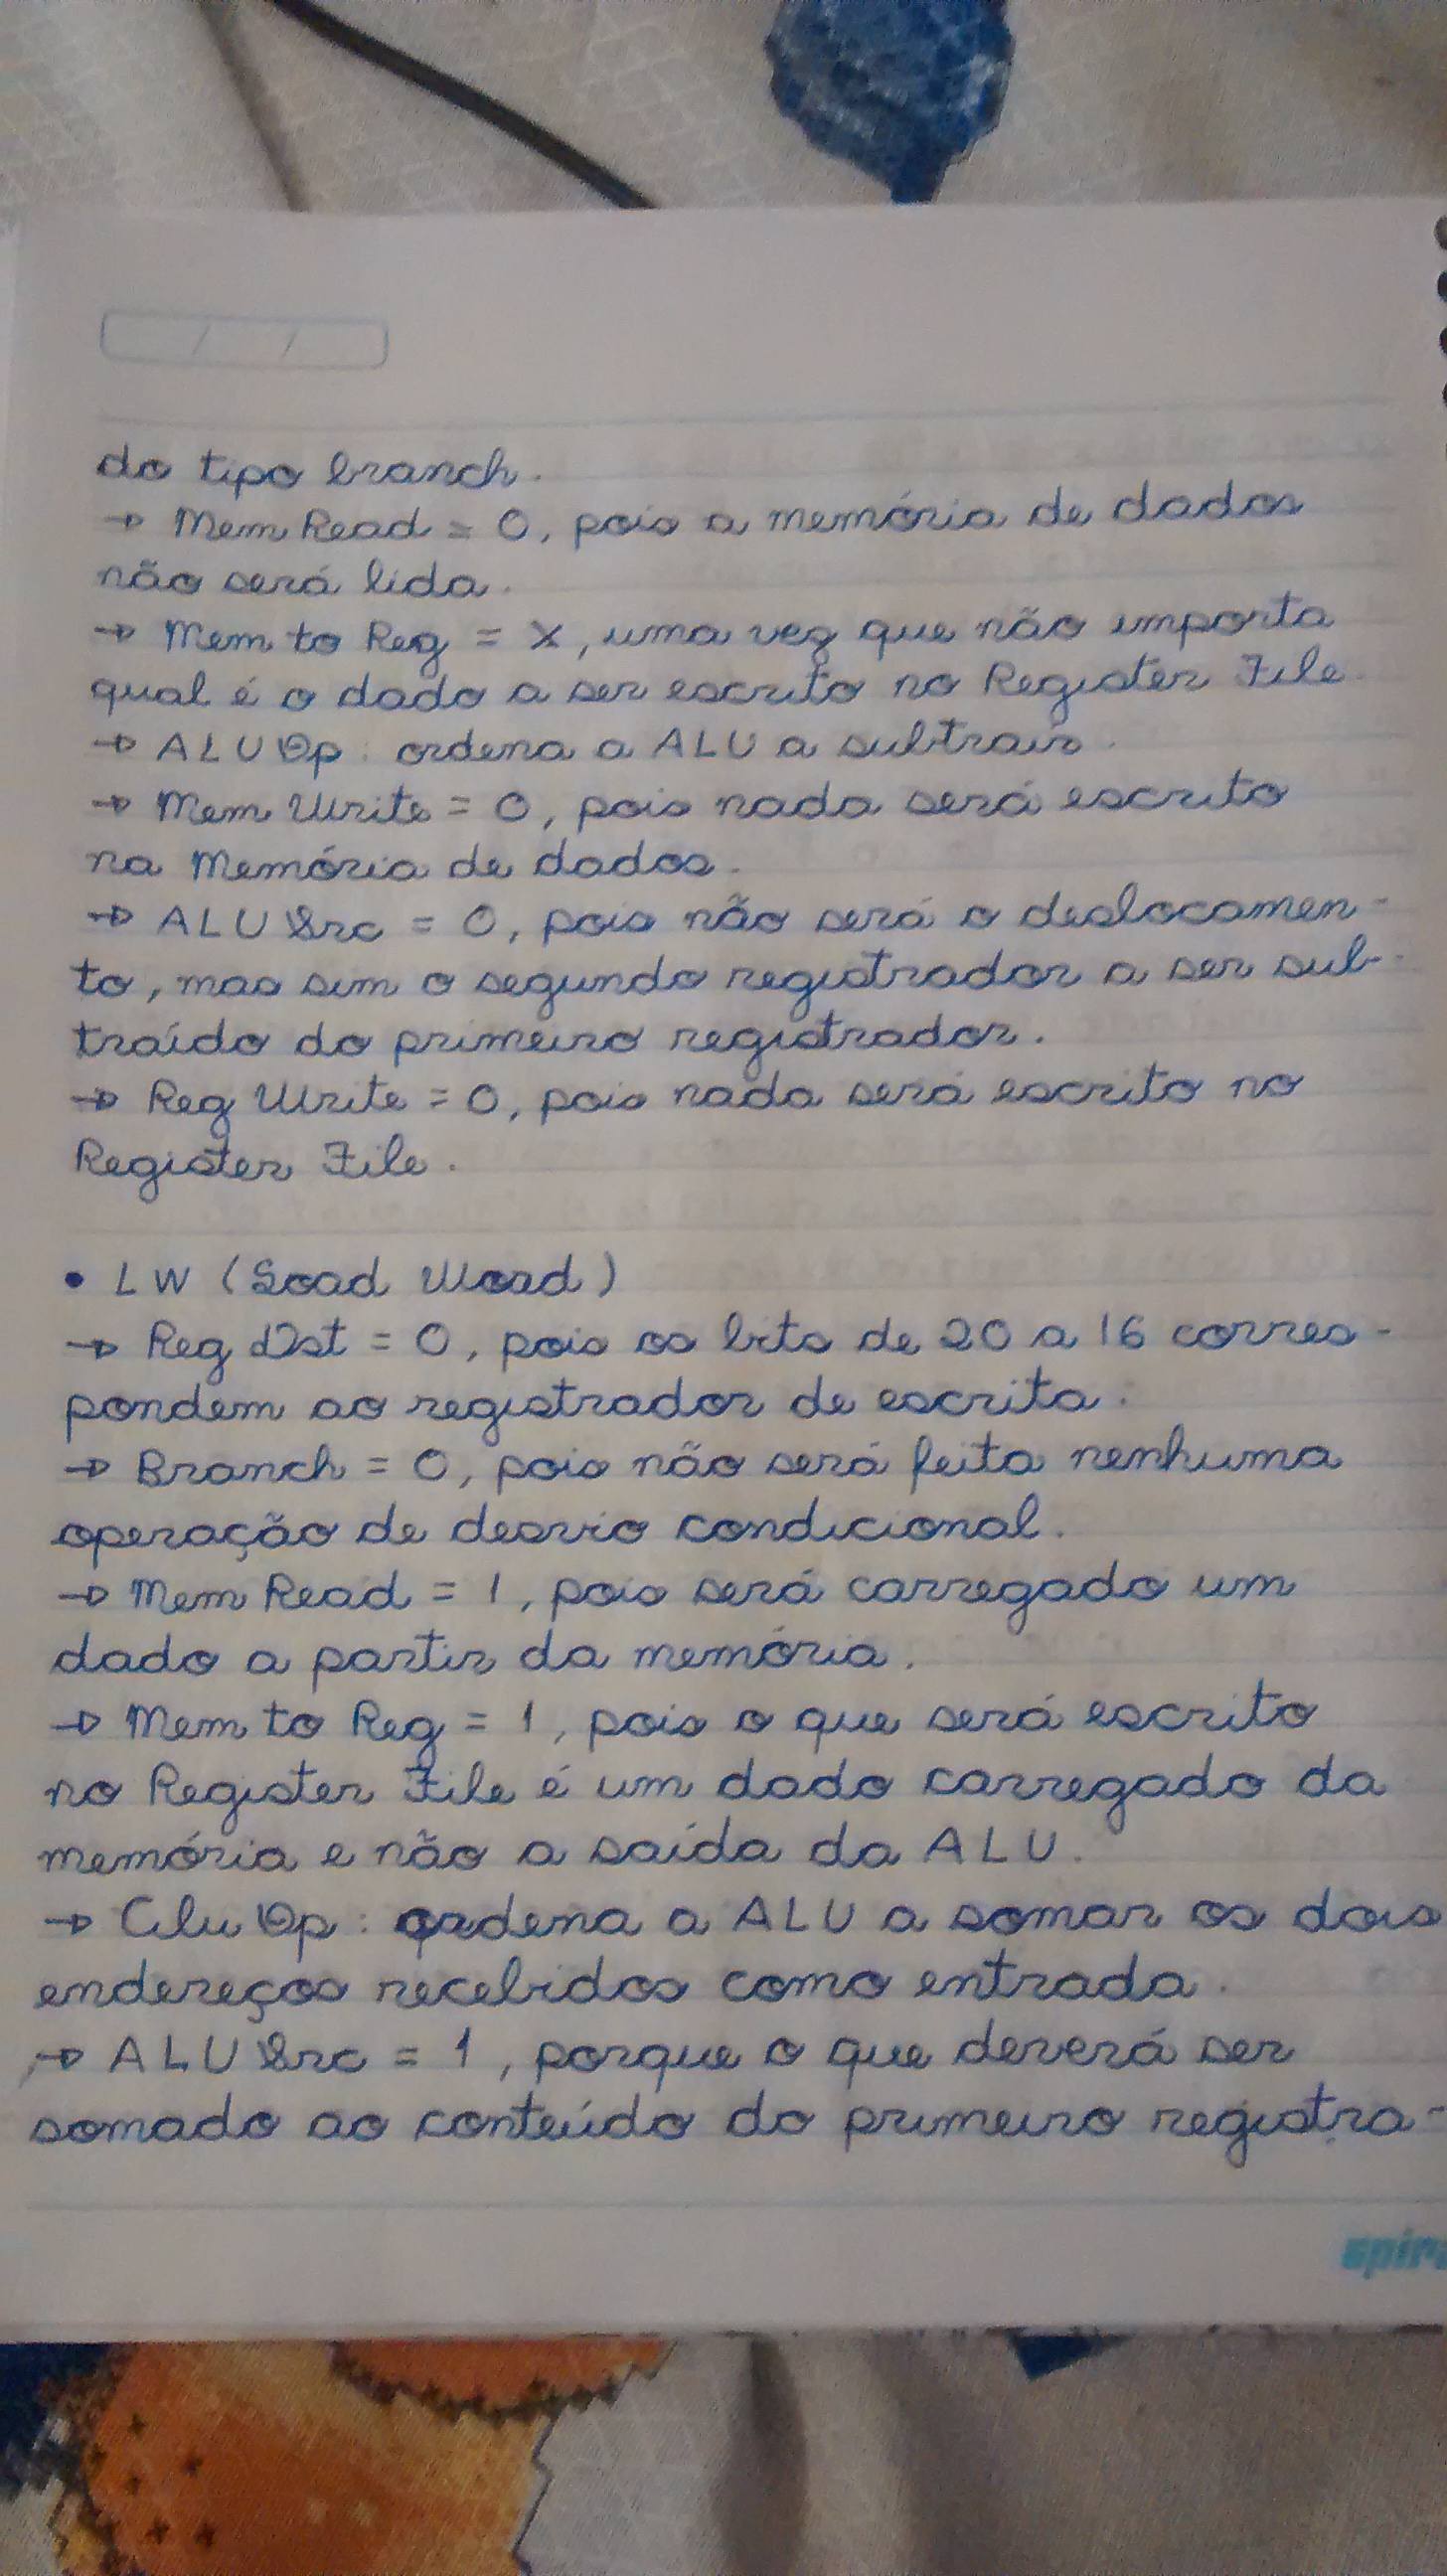 do tipo branch.
→ Mem Read = 0, pois a memória de dados
não será lida.
→ Mem to Reg = X, uma vez que não importa
qual é o dado a ser escrito no Register File.
→ ALU Op: ordena a ALU a subtrair.
→ Mem Write = 0, pois nada será escrito
na Memória de dados.
→ ALU Src = 0, pois não será o deslocamen-
to, mas sim o segundo registrador a ser sub-
traído do primeiro registrador.
→ Reg Write = 0, pois nada será escrito no
Register File.
• LW (Load Word)
→ Reg Dst = 0, pois os bits de 20 a 16 corres-
pondem ao registrador de escrita.
→ Branch = 0, pois não será feita nenhuma
operação de desvio condicional.
→ Mem Read = 1, pois será carregado um
dado a partir da memória.
→ Mem to Reg = 1, pois o que será escrito
no Register File é um dado carregado da
memória e não a saída da ALU.
→ Alu Op: ordena a ALU a somar os dois
endereços recebidos como entrada.
→ ALU Src = 1, porque o que deverá ser
somado ao conteúdo do primeiro registra-